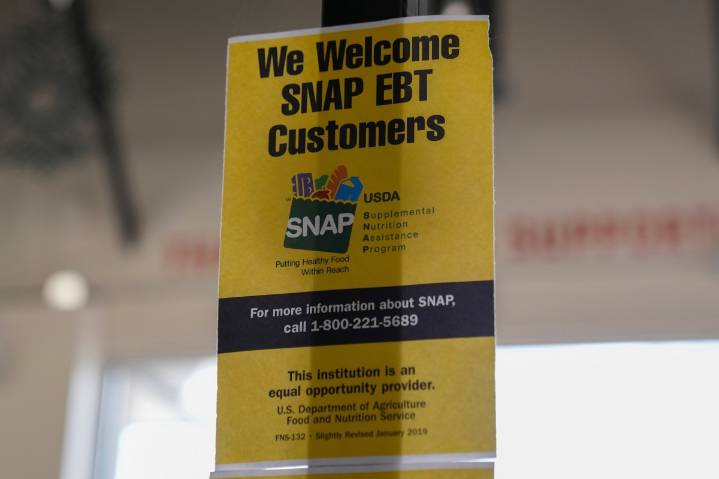 We Welcome
SNAP EBT
Customers
SNAP
Putting Healthy Food
Within Reach
USDA
Supplemental
Nutrition
Assistance
Program
For more information about SNAP,
call 1-800-221-5689
This institution is an
equal opportunity provider.
U.S. Department of Agriculture
Food and Nutrition Service
FNS-132 • Slightly Revised January 2019
SUPPORT